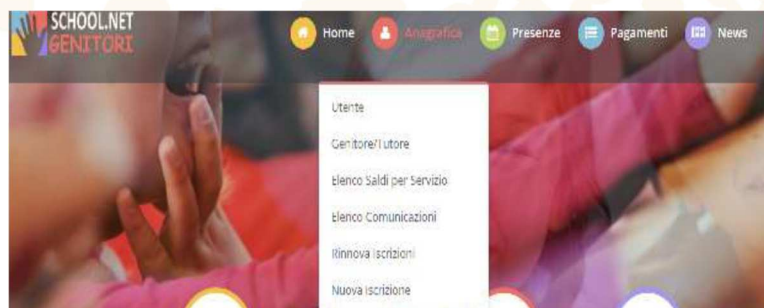 SCHOOL.NET
GENITORI
Home Anagrafica Presenze Pagamenti News
Utente
Genitore/Tutore
Elenco Saldi per Servizio
Elenco Comunicazioni
Rinnova Iscrizioni
Nuova Iscrizione